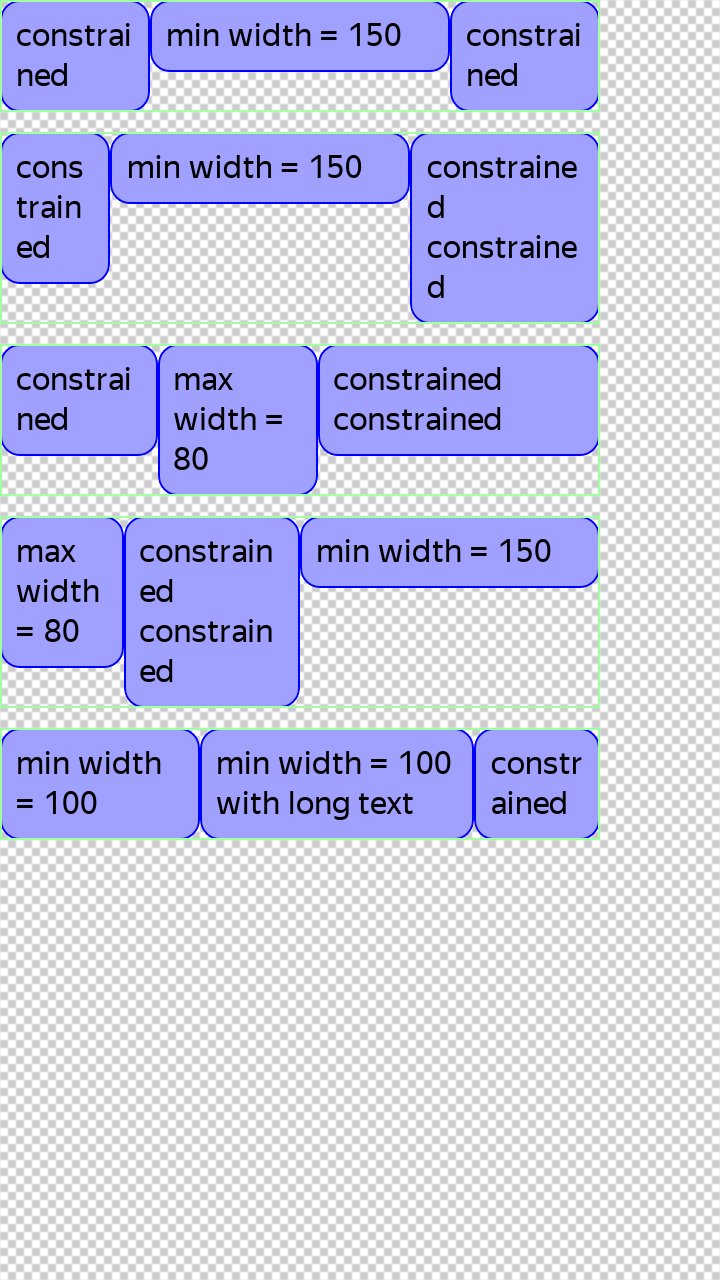 constrai
ned
min width = 150
constrai
ned
cons
train
ed
min width = 150
constraine
d
constraine
d
constrai
ned
max
width =
80
constrained
constrained
max
width
= 80
constrain
ed
constrain
ed
min width = 150
min width
= 100
min width = 100
with long text
constr
ained